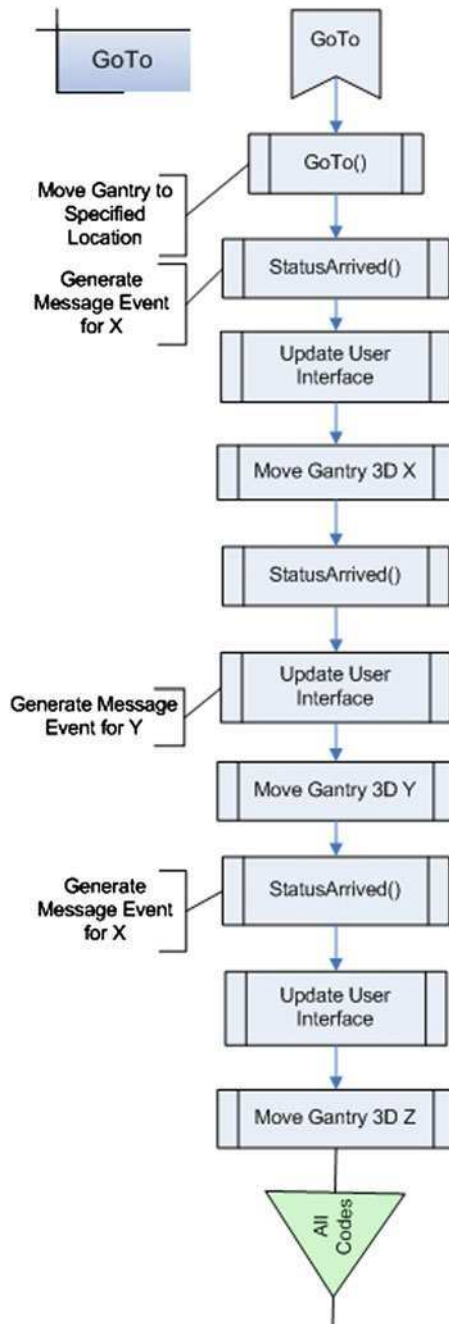 GoTo
GoTo
GoTo()
Move Gantry to
Specified
Location
StatusArrived()
Generate
Message Event
for X
Update User
Interface
Move Gantry 3D X
StatusArrived()
Update User
Interface
Generate Message
Event for Y
Move Gantry 3D Y
StatusArrived()
Generate
Message Event
for X
Update User
Interface
Move Gantry 3D Z
All
Codes